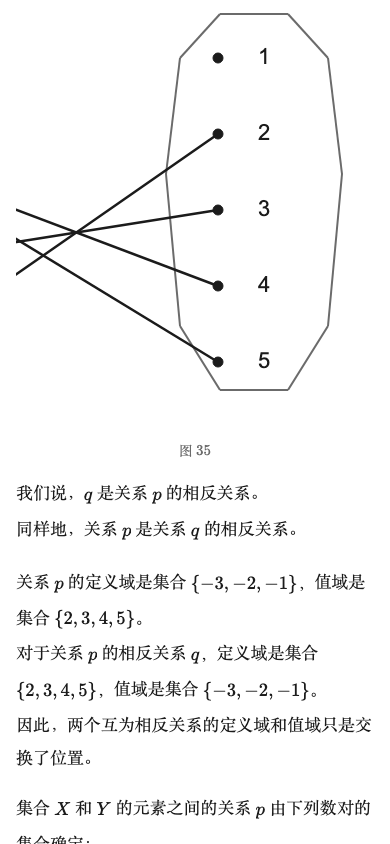 1
2
3
4
5
图 35
我们说，q 是关系 p 的相反关系。
同样地，关系 p 是关系 q 的相反关系。
关系 p 的定义域是集合 {−3, −2, −1}，值域是
集合 {2, 3, 4, 5}。
对于关系 p 的相反关系 q，定义域是集合
{2, 3, 4, 5}，值域是集合 {−3, −2, −1}。
因此，两个互为相反关系的定义域和值域只是交
换了位置。
集合 X 和 Y 的元素之间的关系 p 由下列数对的
集合确定：